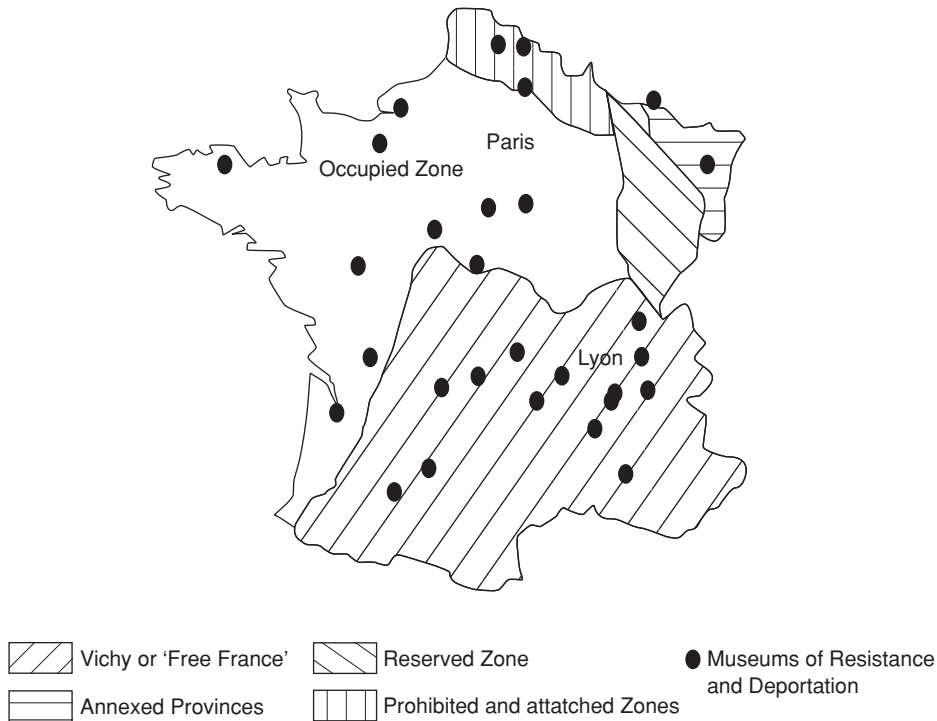 Paris
Occupied Zone
Lyon
Vichy or ‘Free France’
Reserved Zone
Museums of Resistance
and Deportation
Annexed Provinces
Prohibited and attatched Zones